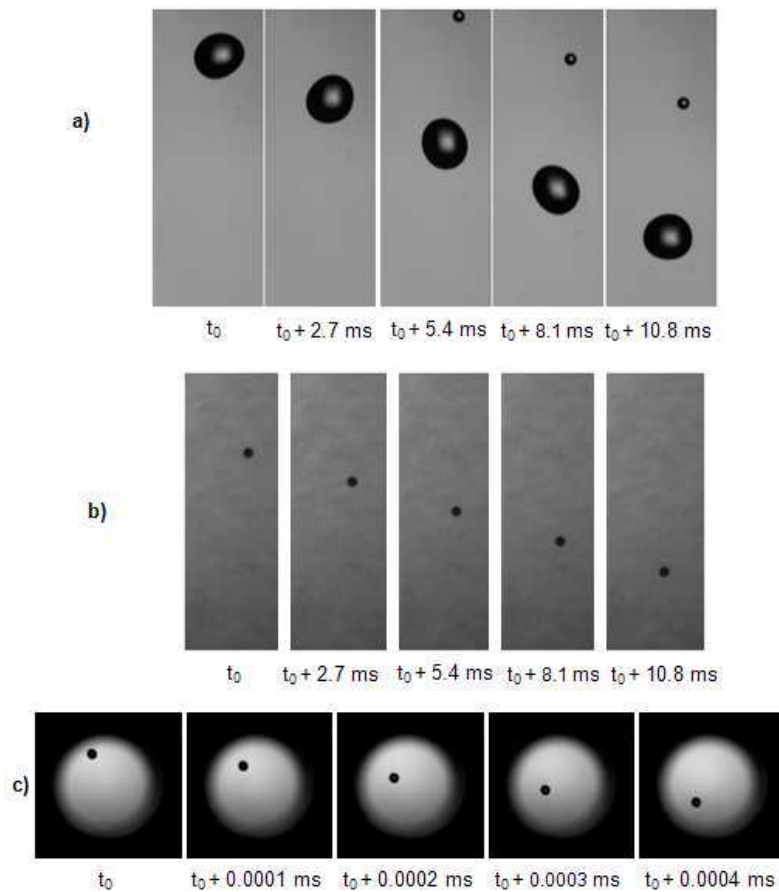 a)
t₀ t₀ + 2.7 ms t₀ + 5.4 ms t₀ + 8.1 ms t₀ + 10.8 ms
b)
t₀ t₀ + 2.7 ms t₀ + 5.4 ms t₀ + 8.1 ms t₀ + 10.8 ms
c)
t₀ t₀ + 0.0001 ms t₀ + 0.0002 ms t₀ + 0.0003 ms t₀ + 0.0004 ms